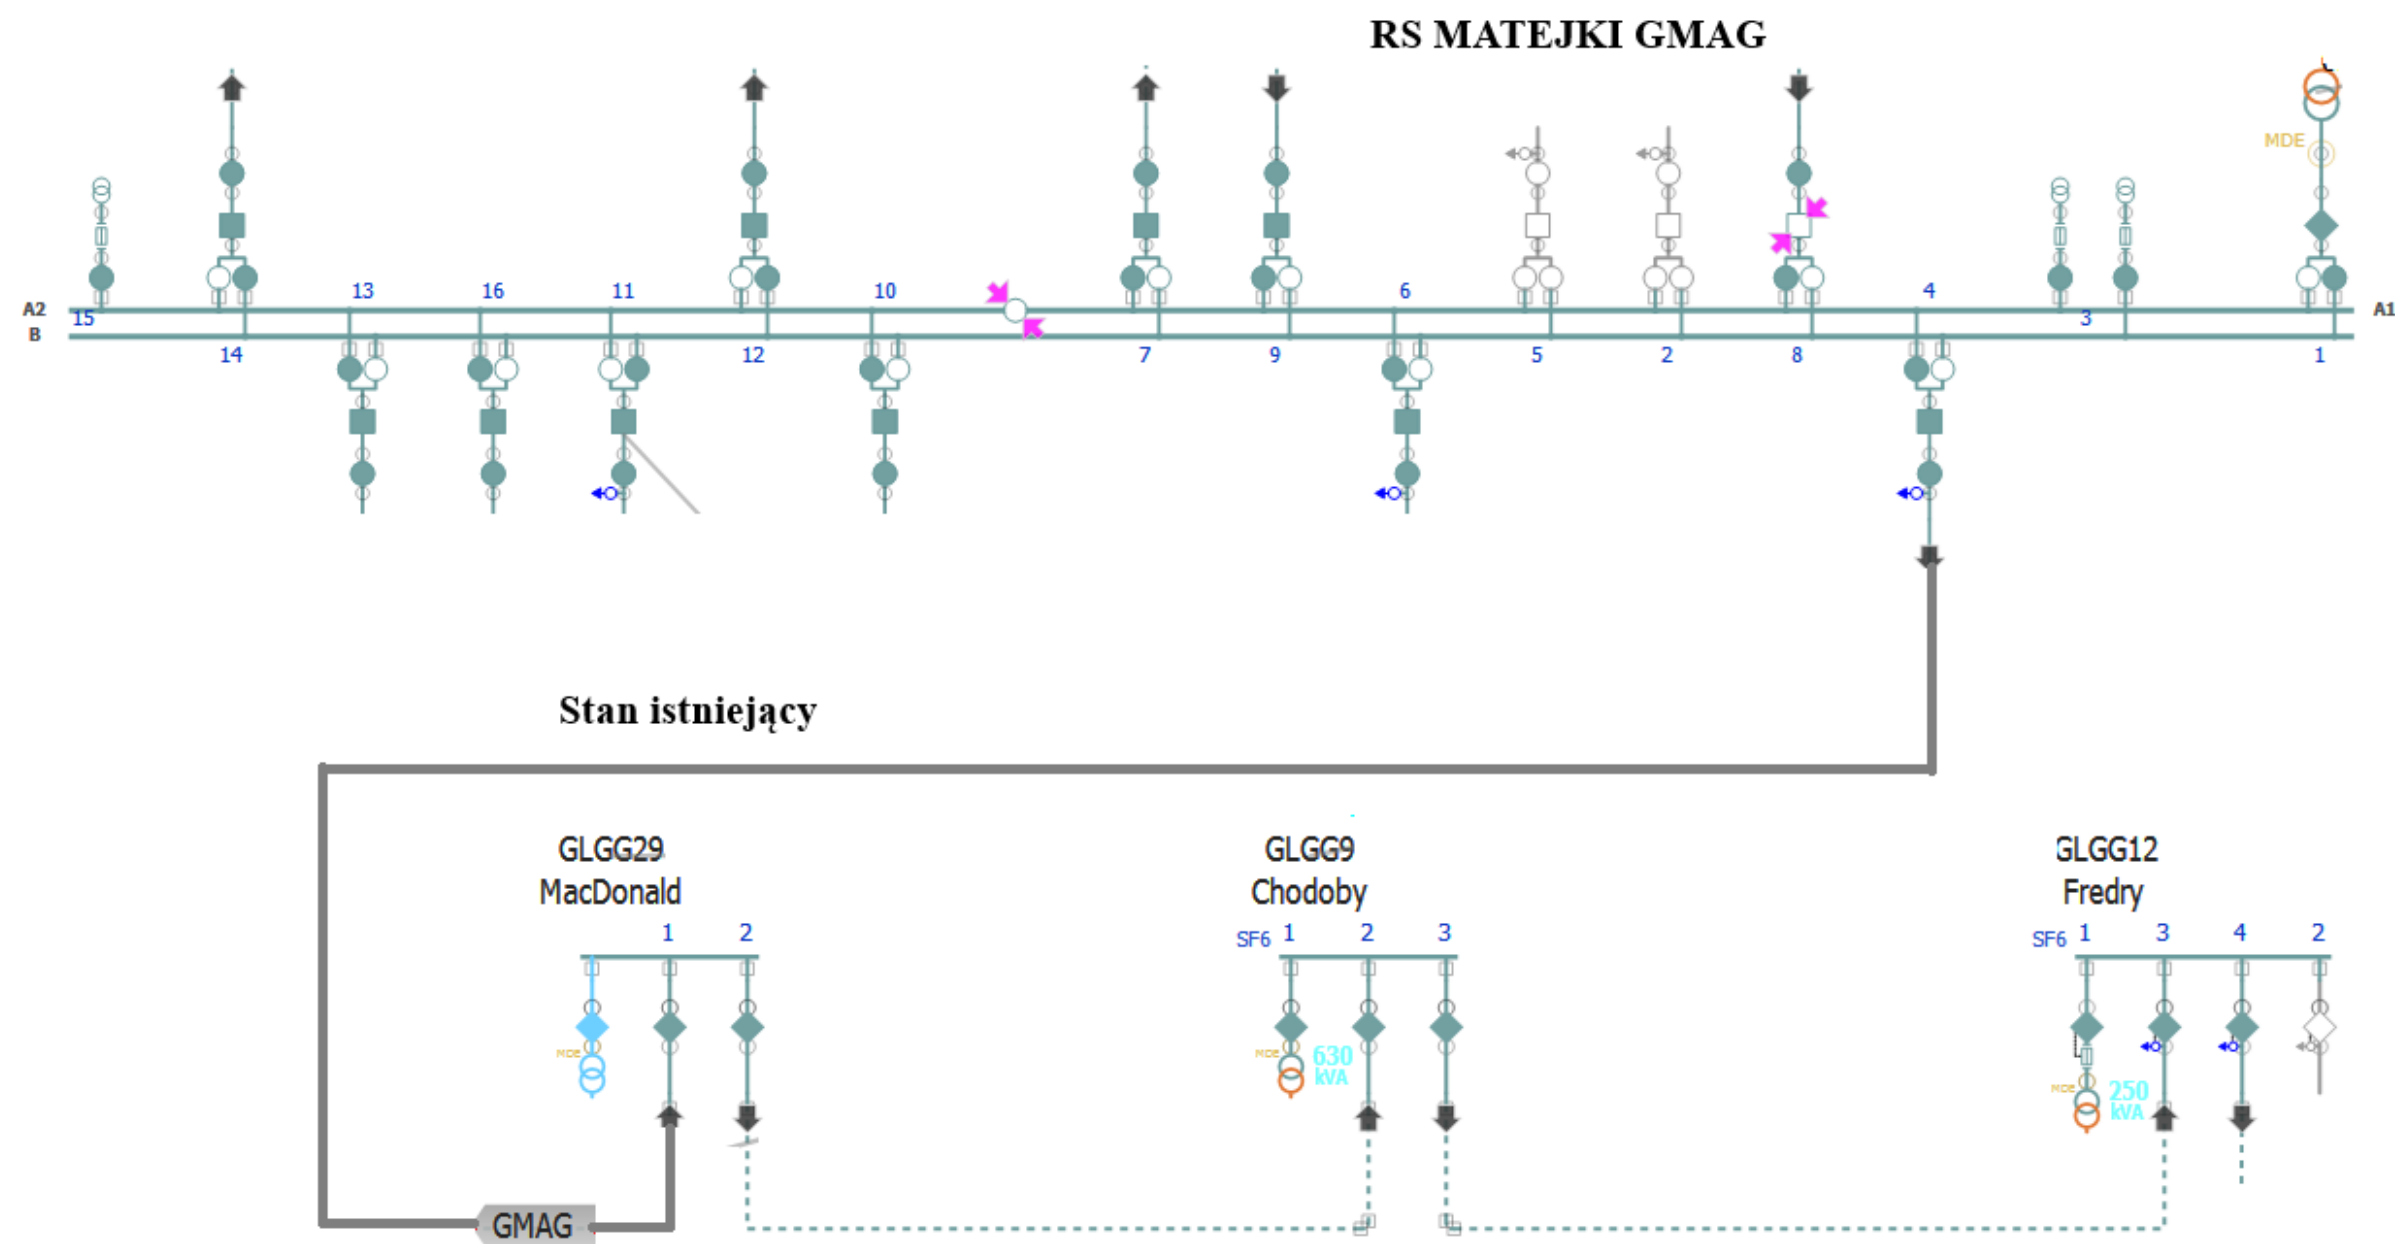 RS MATEJKI GMAG
MDE
13 16 11 10 6 4
A2 A1
15 3
B
14 12 7 9 5 2 8 1
Stan istniejący
GLGG29 GLGG9 GLGG12
MacDonald Chodoby Fredry
1 2 SF6 1 2 3 SF6 1 3 4 2
MDE MDE 630
kVA
MDE 250
kVA
GMAG